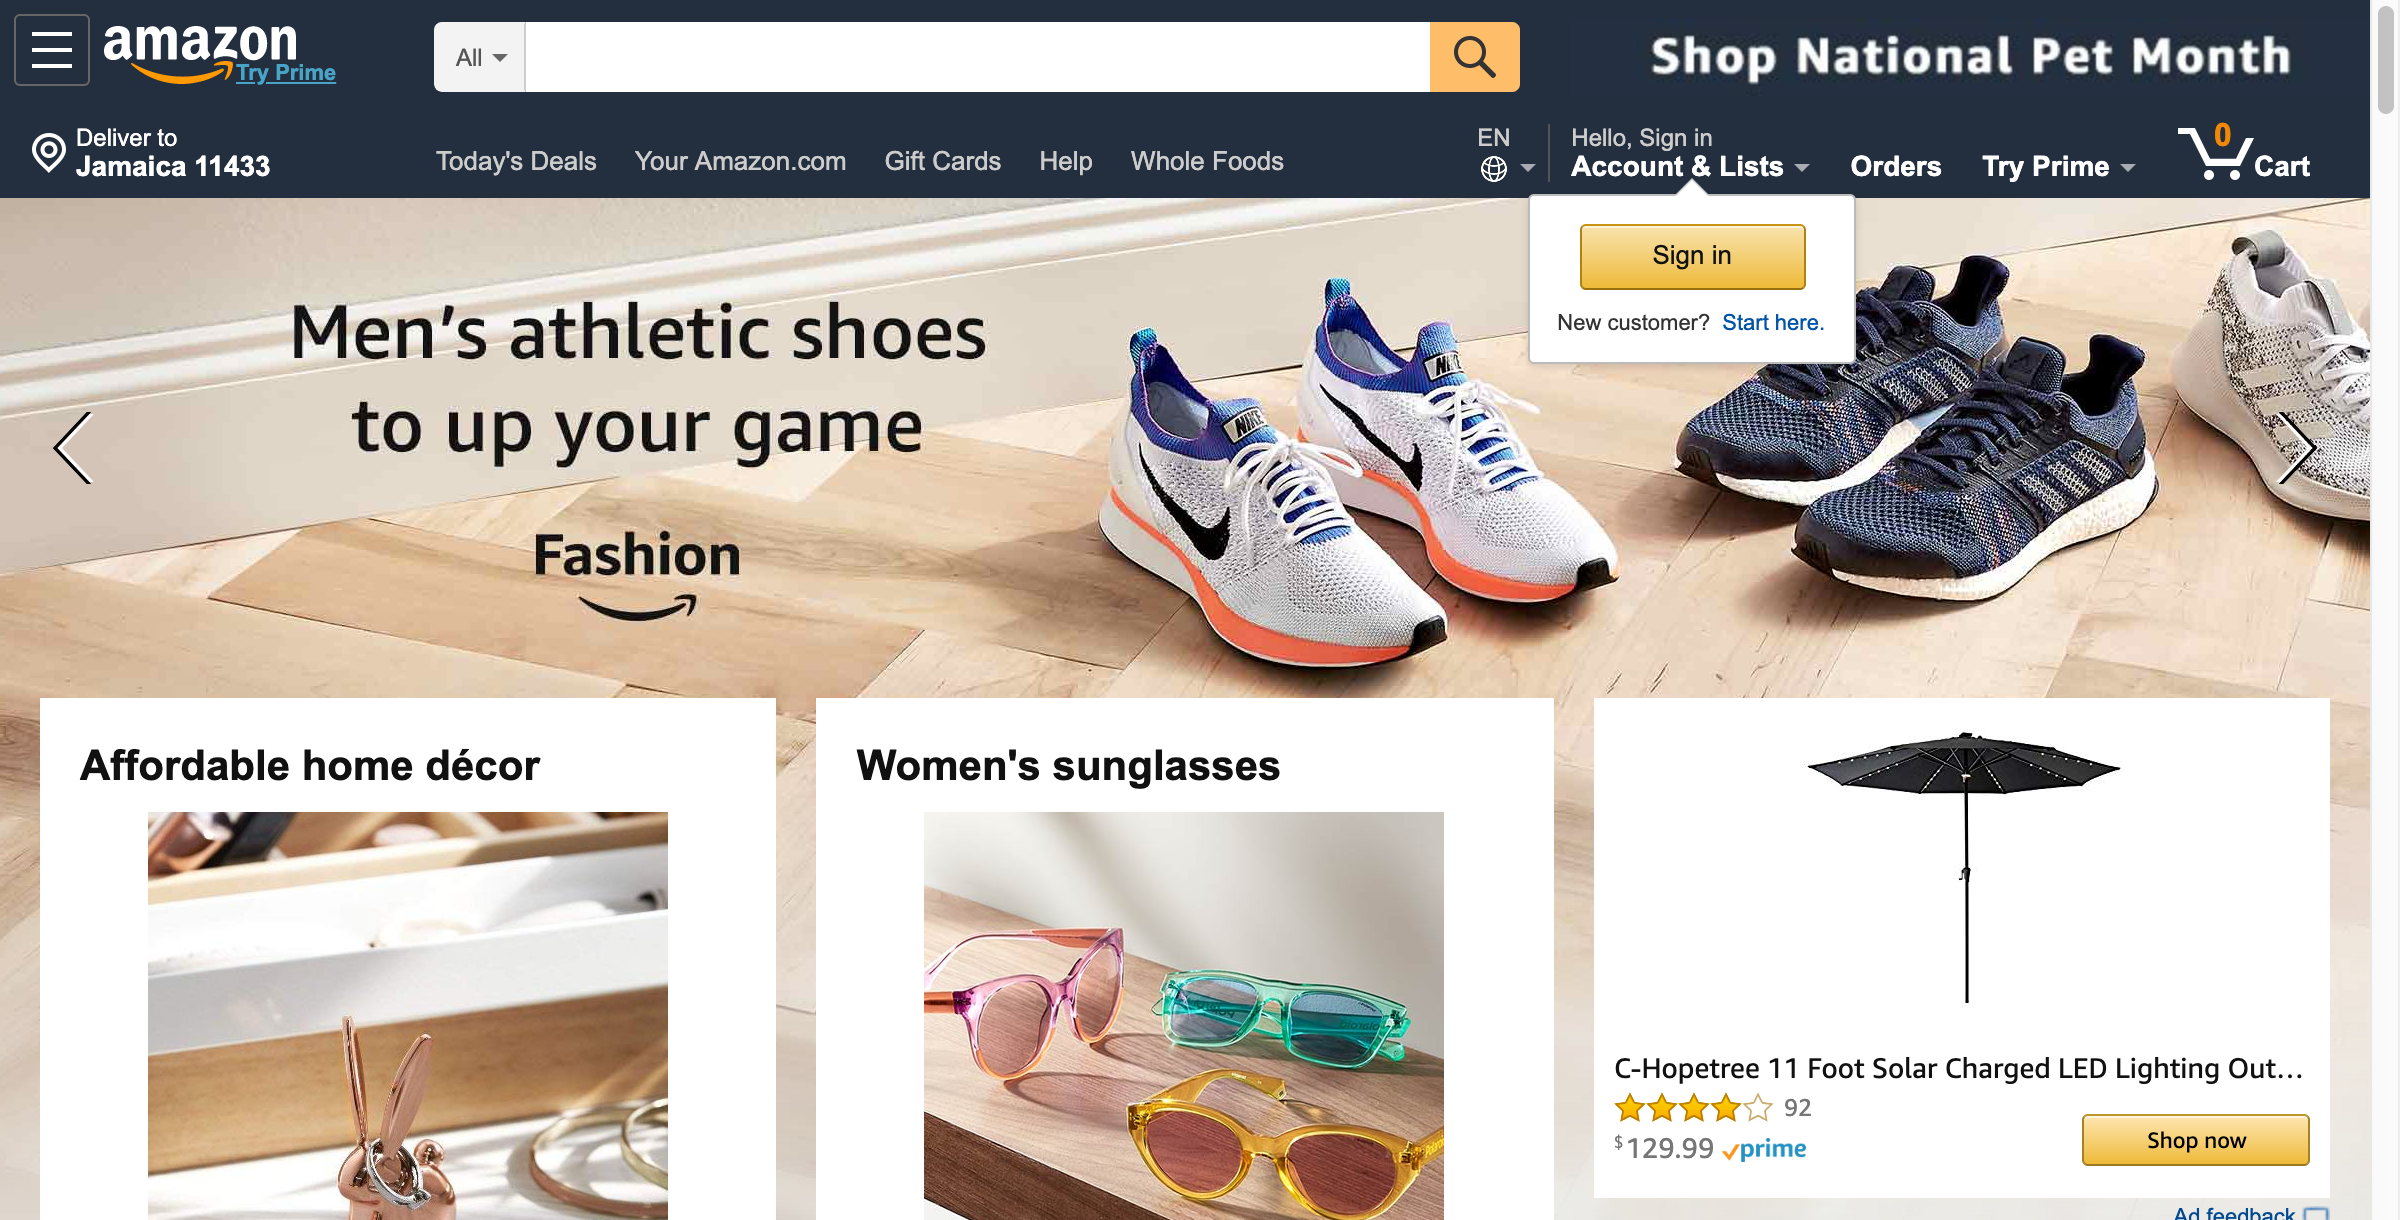 amazon
Try Prime
All
Shop National Pet Month
Deliver to
Jamaica 11433
Today's Deals
Your Amazon.com
Gift Cards
Help
Whole Foods
EN
Hello, Sign in
Account & Lists
Orders
Try Prime
0
Cart
Sign in
New customer? Start here.
Men's athletic shoes
to up your game
Fashion
NIKE
Affordable home décor
Women's sunglasses
C-Hopetree 11 Foot Solar Charged LED Lighting Out…
92
$129.99 prime
Shop now
Ad feedback